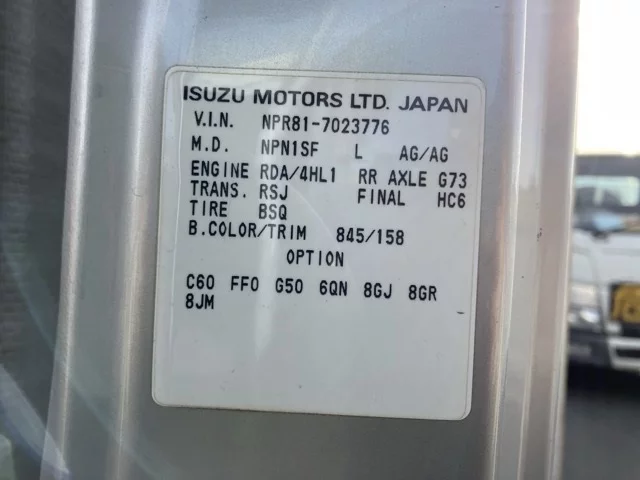 ISUZU MOTORS LTD. JAPAN
V.I.N. NPR81-7023776
M.D. NPN1SF L AG/AG
ENGINE RDA/4HL1 RR AXLE G73
TRANS. RSJ FINAL HC6
TIRE BSQ
B.COLOR/TRIM 845/158
OPTION
C60 FF0 G50 6QN 8GJ 8GR
8JM